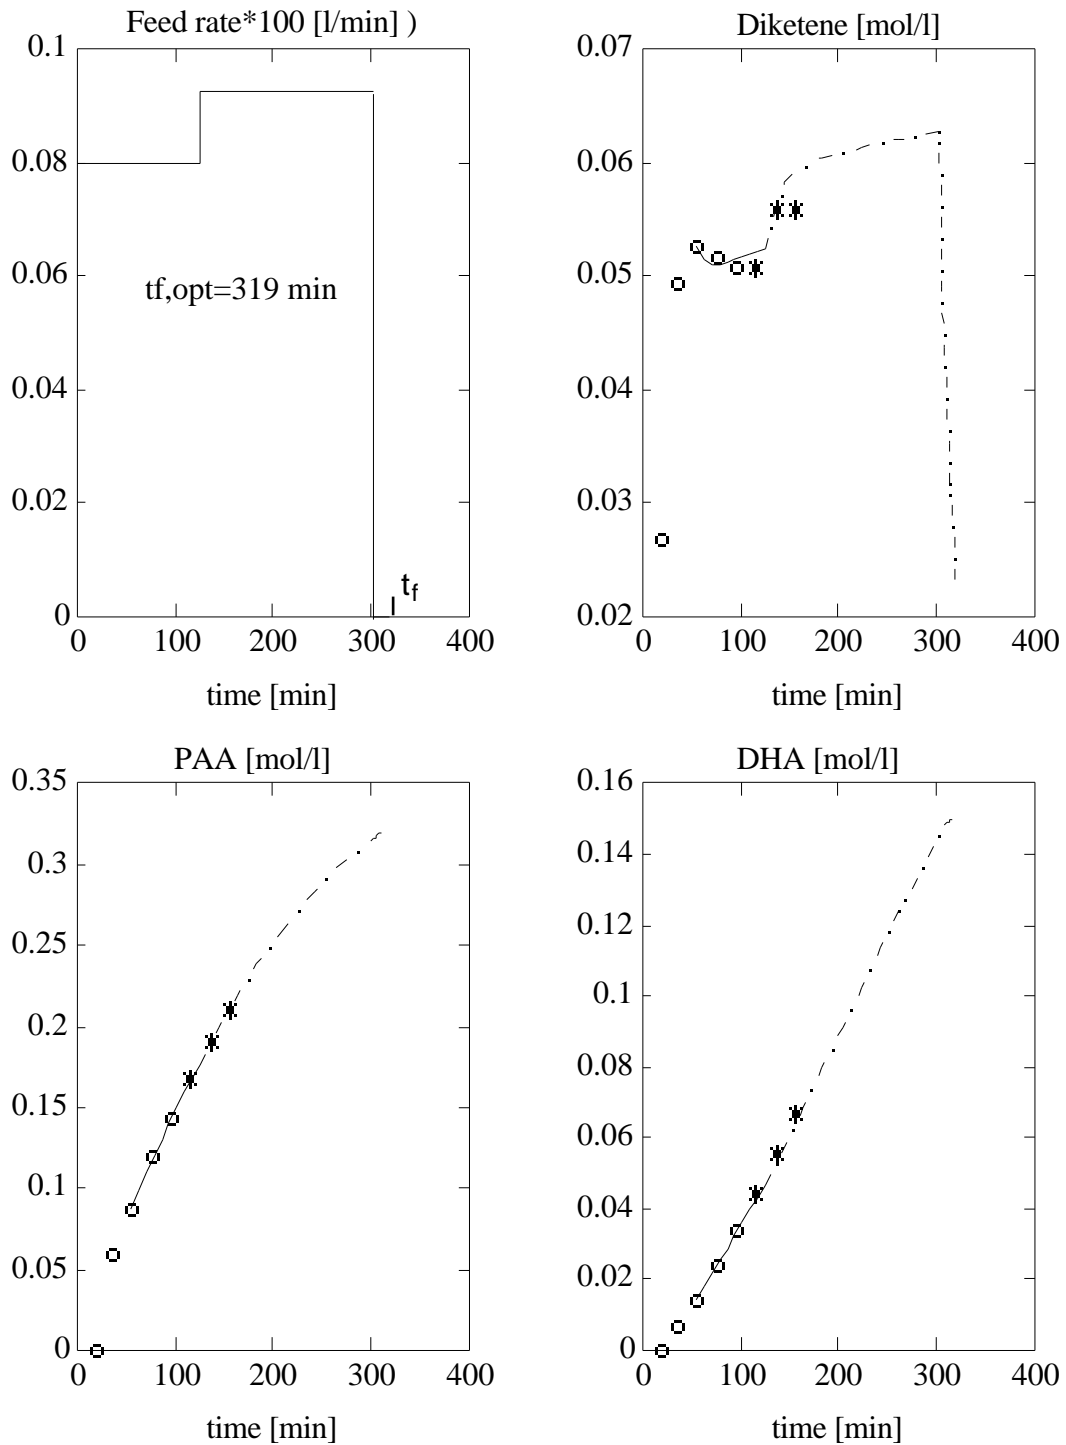 Feed rate*100 [l/min] )
0.1
0.08
0.06
0.04
0.02
0
tf,opt=319 min
t_f
0 100 200 300 400
time [min]
Diketene [mol/l]
0.07
0.06
0.05
0.04
0.03
0.02
0 100 200 300 400
time [min]
PAA [mol/l]
0.35
0.3
0.25
0.2
0.15
0.1
0.05
0
0 100 200 300 400
time [min]
DHA [mol/l]
0.16
0.14
0.12
0.1
0.08
0.06
0.04
0.02
0
0 100 200 300 400
time [min]